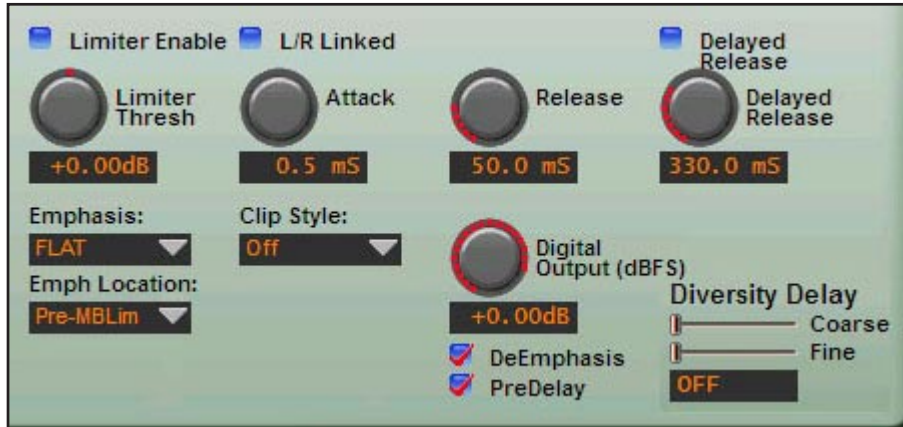 Limiter Enable
L/R Linked
Delayed
Release
Limiter
Thresh
Attack
Release
Delayed
Release
+0.00dB
0.5 mS
50.0 mS
330.0 mS
Emphasis:
Clip Style:
FLAT
Off
Digital
Output (dBFS)
Emph Location:
Pre-MBLim
+0.00dB
Diversity Delay
Coarse
DeEmphasis
Fine
PreDelay
OFF